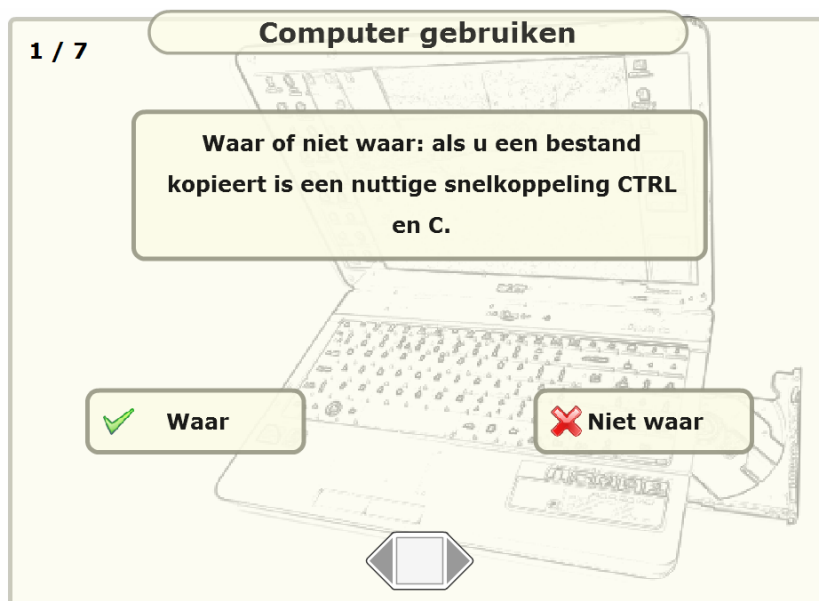 Computer gebruiken
1 / 7
Waar of niet waar: als u een bestand
kopieert is een nuttige snelkoppeling CTRL
en C.
Waar
Niet waar